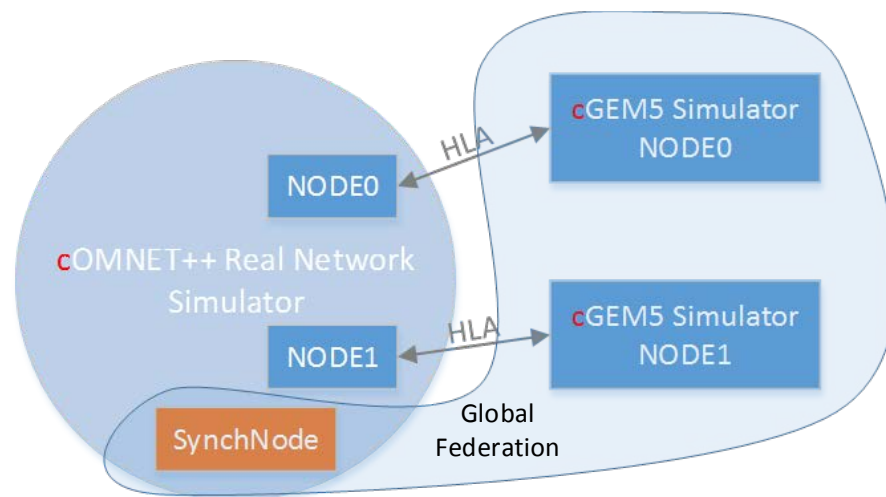 cGEM5 Simulator
NODE0
HLA
NODE0
cOMNET++ Real Network
Simulator
cGEM5 Simulator
NODE1
HLA
NODE1
Global
Federation
SynchNode